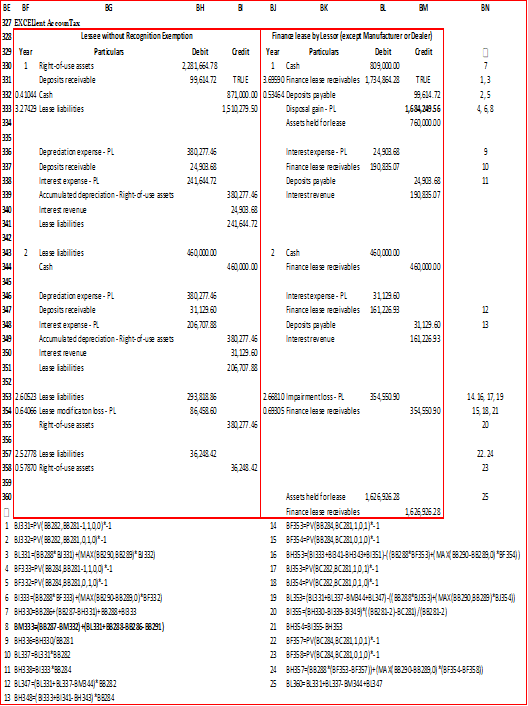 BE BF BG BH BI BJ BK BL BM BN
327 EXCELlent AccounTax
328 Lessee without Recognition Exemption Finance lease by Lessor (except Manufacturer or Dealer)
329 Year Particulars Debit Credit Year Particulars Debit Credit
330 1 Right-of-use assets 2,281,664.78 1 Cash 809,000.00 7
331 Deposits receivable 99,614.72 TRUE 3.69590 Finance lease receivables 1,734,864.28 TRUE 1, 3
332 0.41044 Cash 871,000.00 0.53464 Deposits payable 99,614.72 2, 5
333 3.27429 Lease liabilities 1,510,279.50 Disposal gain - PL 1,684,249.56 4, 6, 8
334 Assets held for lease 760,000.00
335
336 Depreciation expense - PL 380,277.46 Interest expense - PL 24,903.68 9
337 Deposits receivable 24,903.68 Finance lease receivables 190,835.07 10
338 Interest expense - PL 241,644.72 Deposits payable 24,903.68 11
339 Accumulated depreciation - Right-of-use assets 380,277.46 Interest revenue 190,835.07
340 Interest revenue 24,903.68
341 Lease liabilities 241,644.72
342
343 2 Lease liabilities 460,000.00 2 Cash 460,000.00
344 Cash 460,000.00 Finance lease receivables 460,000.00
345
346 Depreciation expense - PL 380,277.46 Interest expense - PL 31,129.60
347 Deposits receivable 31,129.60 Finance lease receivables 161,226.93 12
348 Interest expense - PL 206,707.88 Deposits payable 31,129.60 13
349 Accumulated depreciation - Right-of-use assets 380,277.46 Interest revenue 161,226.93
350 Interest revenue 31,129.60
351 Lease liabilities 206,707.88
352
353 2.60523 Lease liabilities 293,818.86 2.66810 Impairment loss - PL 354,550.90 14, 16, 17, 19
354 0.64066 Lease modificaton loss - PL 86,458.60 0.69305 Finance lease receivables 354,550.90 15, 18, 21
355 Right-of-use assets 380,277.46 20
356
357 2.52778 Lease liabilities 36,248.42 22. 24
358 0.57870 Right-of-use assets 36,248.42 23
359
360 Assets held for lease 1,626,926.28 25
Finance lease receivables 1,626,926.28
1 BJ331=PV(BB282,BB281-1,1,0,0)*-1
2 BJ332=PV(BB282,BB281,0,1,0)*-1
3 BL331=(BB288*BJ331)+(MAX(BB290,BB289)*BJ332)
4 BF333=PV(BB284,BB281-1,1,0,0)*-1
5 BF332=PV(BB284,BB281,0,1,0)*-1
6 BI333=(BB288*BF333)+(MAX(BB290-BB289,0)*BF332)
7 BH330=BB286+(BB287-BH331)+BB288+BI333
8 BM333=(BB287-BM332)+(BL331+BB288-BB286-BB291)
9 BH336=BH330/BB281
10 BL337=BL331*BB282
11 BH338=BI333*BB284
12 BL347=(BL331+BL337-BM344)*BB282
13 BH348=(BI333+BI341-BH343)*BB284
14 BF353=PV(BB284,BC281,1,0,1)*-1
15 BF354=PV(BB284,BC281,0,1,0)*-1
16 BH353=(BI333+BI341-BH343+BI351)-((BB288*BF353)+(MAX(BB290-BB289,0)*BF354))
17 BJ353=PV(BC282,BC281,1,0,1)*-1
18 BJ354=PV(BC282,BC281,0,1,0)*-1
19 BL353=(BL331+BL337-BM344+BL347)-((BB288*BJ353)+(MAX(BB290,BB289)*BJ354))
20 BI355=(BH330-BI339-BI349)*((BB281-2)-BC281)/(BB281-2)
21 BH354=BI355-BH353
22 BF357=PV(BB284,BC281,1,0,1)*-1
23 BF358=PV(BB284,BC281,0,1,0)*-1
24 BH357=(BB288*(BF353-BF357))+(MAX(BB290-BB289,0)*(BF354-BF358))
25 BL360=BL331+BL337-BM344+BL347